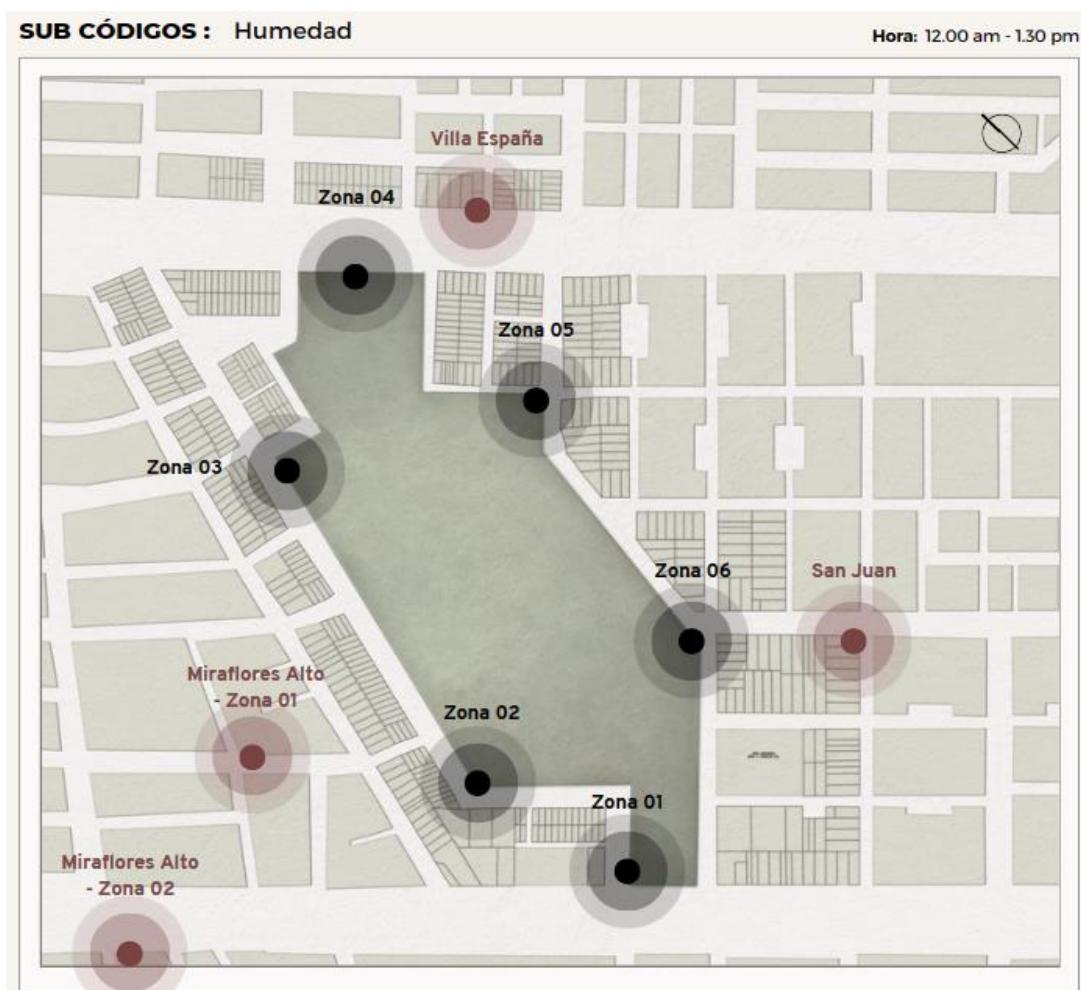 SUB CÓDIGOS : Humedad
Hora: 12.00 am - 1.30 pm
Villa España
Zona 04
Zona 05
Zona 03
Zona 06
San Juan
Miraflores Alto
- Zona 01
Zona 02
Zona 01
Miraflores Alto
- Zona 02